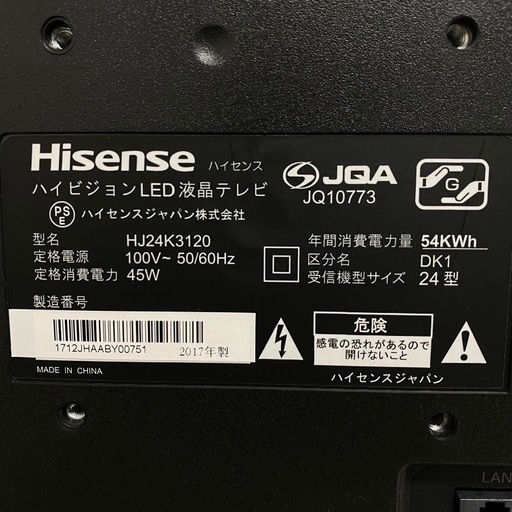 Hisense ハイセンス
ハイビジョンLED液晶テレビ
PSE ハイセンスジャパン株式会社
JQA
JQ10773
G
型名 HJ24K3120
定格電源 100V~ 50/60Hz
定格消費電力 45W
年間消費電力量 54KWh
区分名 DK1
受信機型サイズ 24型
製造番号
1712JHAABY00751 2017年製
MADE IN CHINA
危険
感電の恐れがあるので
開けないこと
ハイセンスジャパン
LAN